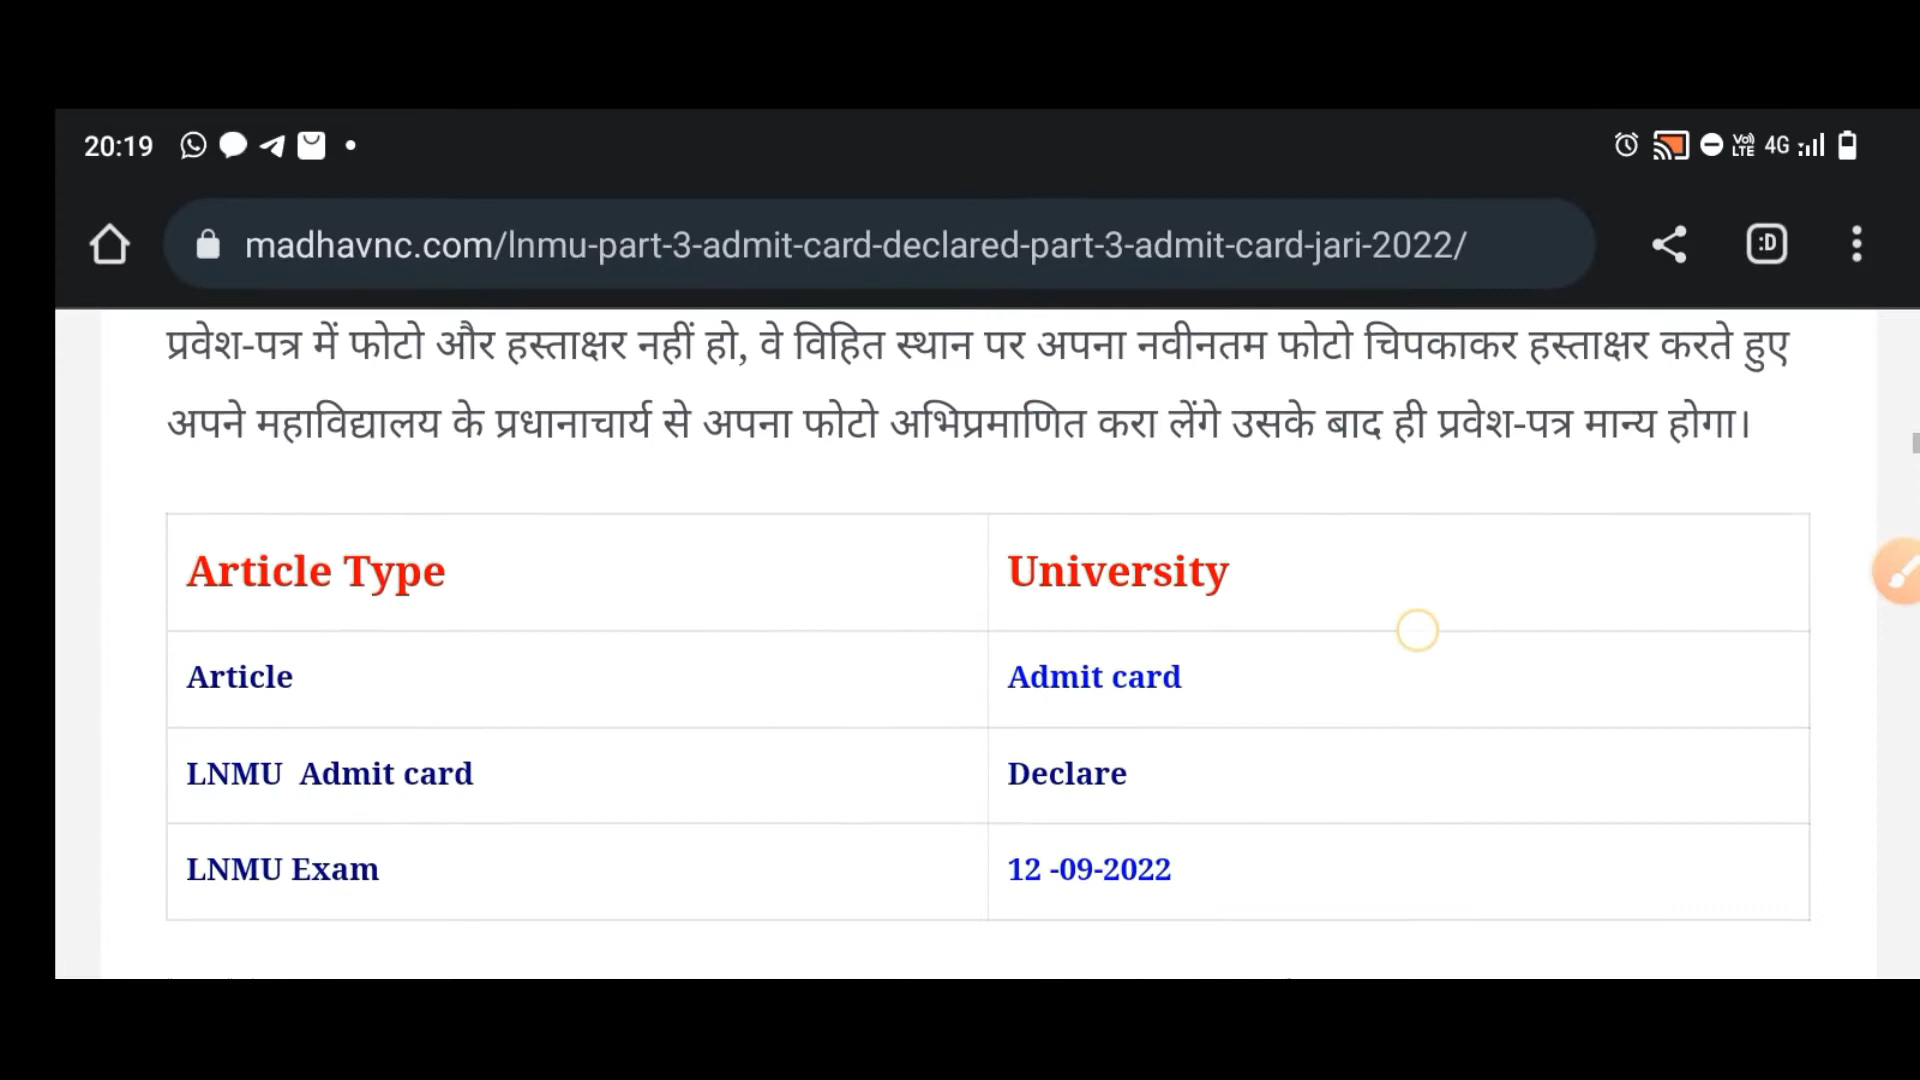 20:19
Vo) LTE 4G
:D
madhavnc.com/lnmu-part-3-admit-card-declared-part-3-admit-card-jari-2022/
प्रवेश-पत्र में फोटो और हस्ताक्षर नहीं हो, वे विहित स्थान पर अपना नवीनतम फोटो चिपकाकर हस्ताक्षर करते हुए
अपने महाविद्यालय के प्रधानाचार्य से अपना फोटो अभिप्रमाणित करा लेंगे उसके बाद ही प्रवेश-पत्र मान्य होगा।
Article Type University
Article Admit card
LNMU Admit card Declare
LNMU Exam 12 -09-2022